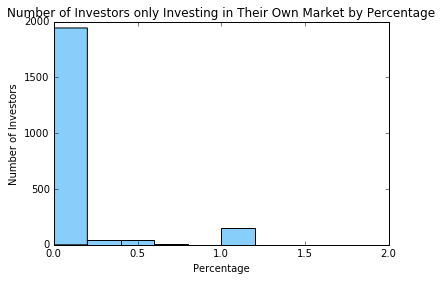 Number of Investors only Investing in Their Own Market by Percentage
2000
1500
1000
500
0
Number of Investors
0.0 0.5 1.0 1.5 2.0
Percentage